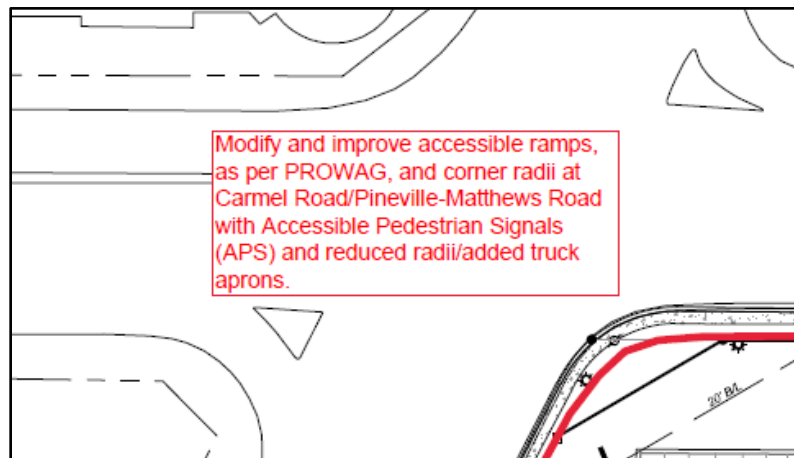 Modify and improve accessible ramps,
as per PROWAG, and corner radii at
Carmel Road/Pineville-Matthews Road
with Accessible Pedestrian Signals
(APS) and reduced radii/added truck
aprons.
20' B/L